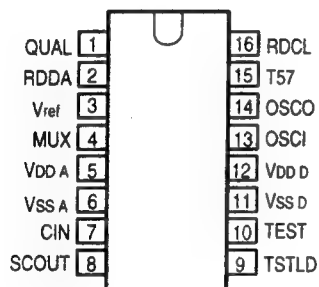 QUAL 1 16 RDCL
RDDA 2 15 T57
Vref 3 14 OSCO
MUX 4 13 OSCI
VDD A 5 12 VDD D
VSS A 6 11 VSS D
CIN 7 10 TEST
SCOUT 8 9 TSTLD